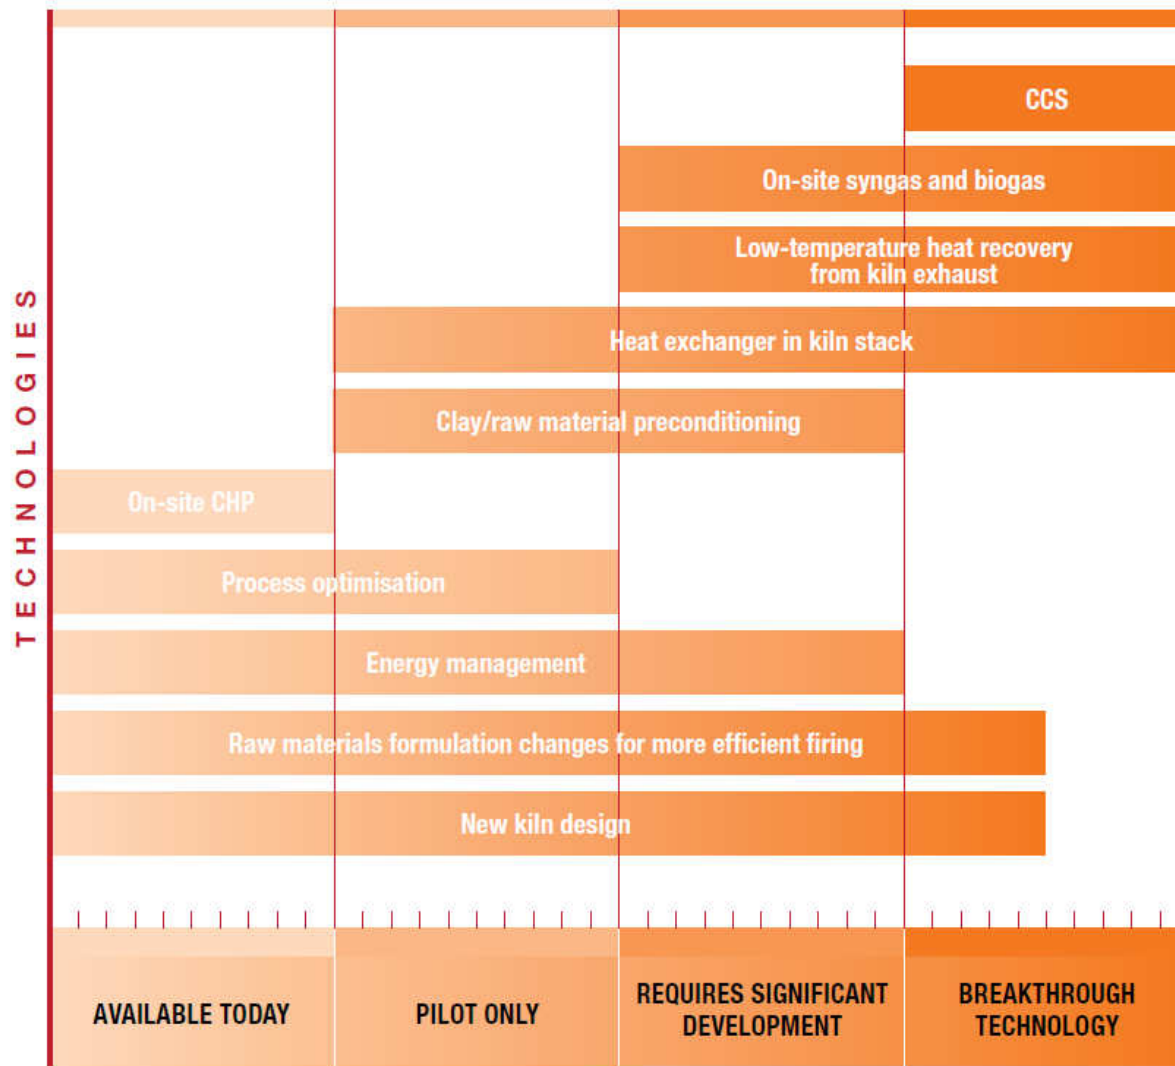 TECHNOLOGIES
CCS
On-site syngas and biogas
Low-temperature heat recovery
from kiln exhaust
Heat exchanger in kiln stack
Clay/raw material preconditioning
On-site CHP
Process optimisation
Energy management
Raw materials formulation changes for more efficient firing
New kiln design
AVAILABLE TODAY
PILOT ONLY
REQUIRES SIGNIFICANT
DEVELOPMENT
BREAKTHROUGH
TECHNOLOGY